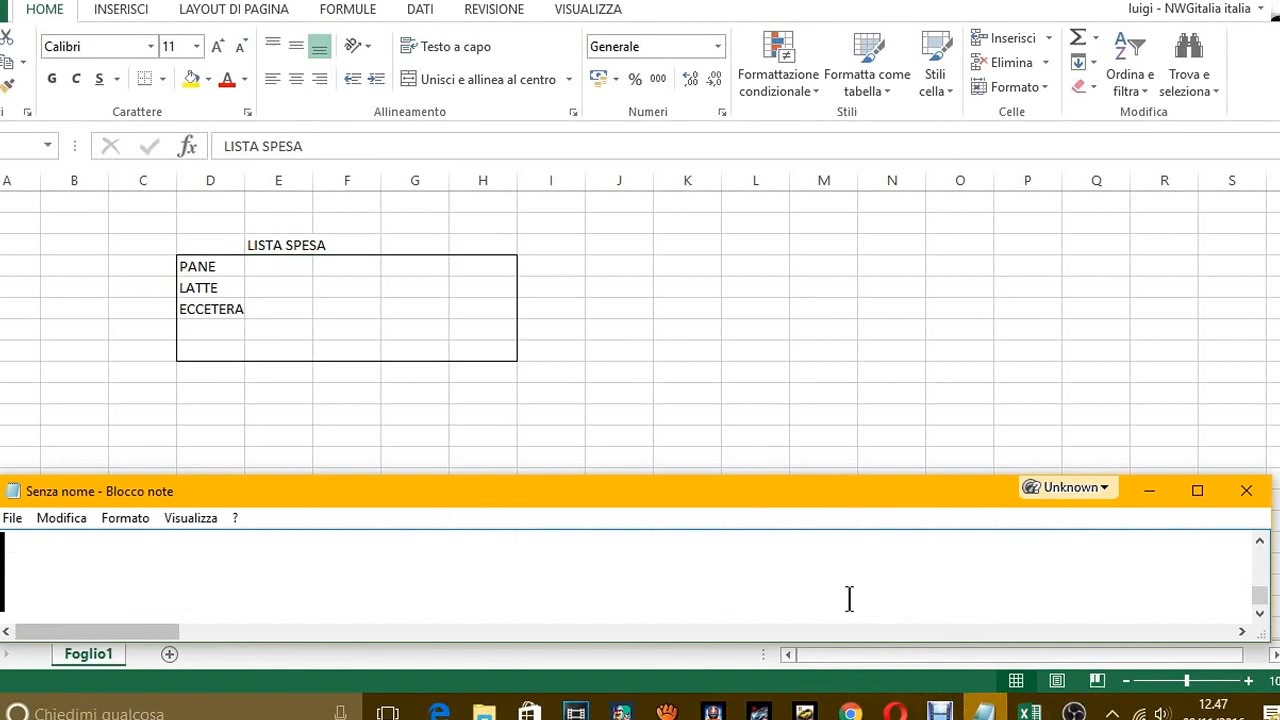 HOME INSERISCI LAYOUT DI PAGINA FORMULE DATI REVISIONE VISUALIZZA luigi - NWGitalia italia
Calibri 11 Testo a capo Generale Inserisci
G C S A Unisci e allinea al centro % 000 Formattazione condizionale Formatta come tabella Stili cella Elimina Ordina e filtra Trova e seleziona
Formato
Carattere Allineamento Numeri Stili Celle Modifica
fx LISTA SPESA
A B C D E F G H I J K L M N O P Q R S
LISTA SPESA
PANE
LATTE
ECCETERA
Senza nome - Blocco note Unknown
File Modifica Formato Visualizza ?
Foglio1
Chiedimi qualcosa 12.47